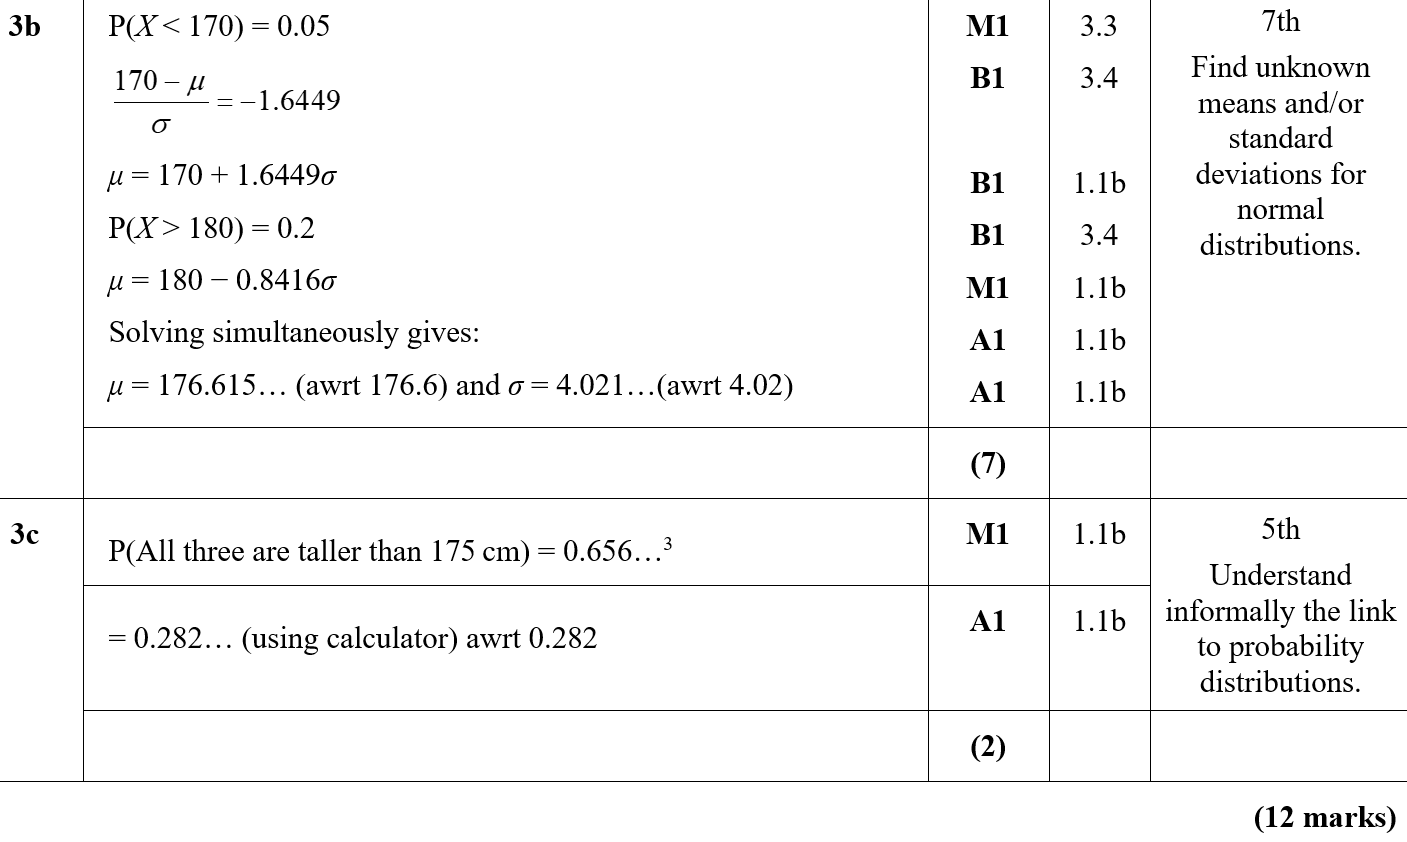 3b P(X < 170) = 0.05 M1 3.3 7th
Find unknown means and/or standard deviations for normal distributions.
(170 – μ)/σ = –1.6449 B1 3.4
μ = 170 + 1.6449σ B1 1.1b
P(X > 180) = 0.2 B1 3.4
μ = 180 − 0.8416σ M1 1.1b
Solving simultaneously gives: A1 1.1b
μ = 176.615… (awrt 176.6) and σ = 4.021…(awrt 4.02) A1 1.1b
(7)
3c P(All three are taller than 175 cm) = 0.656…³ M1 1.1b 5th
Understand informally the link to probability distributions.
= 0.282… (using calculator) awrt 0.282 A1 1.1b
(2)
(12 marks)